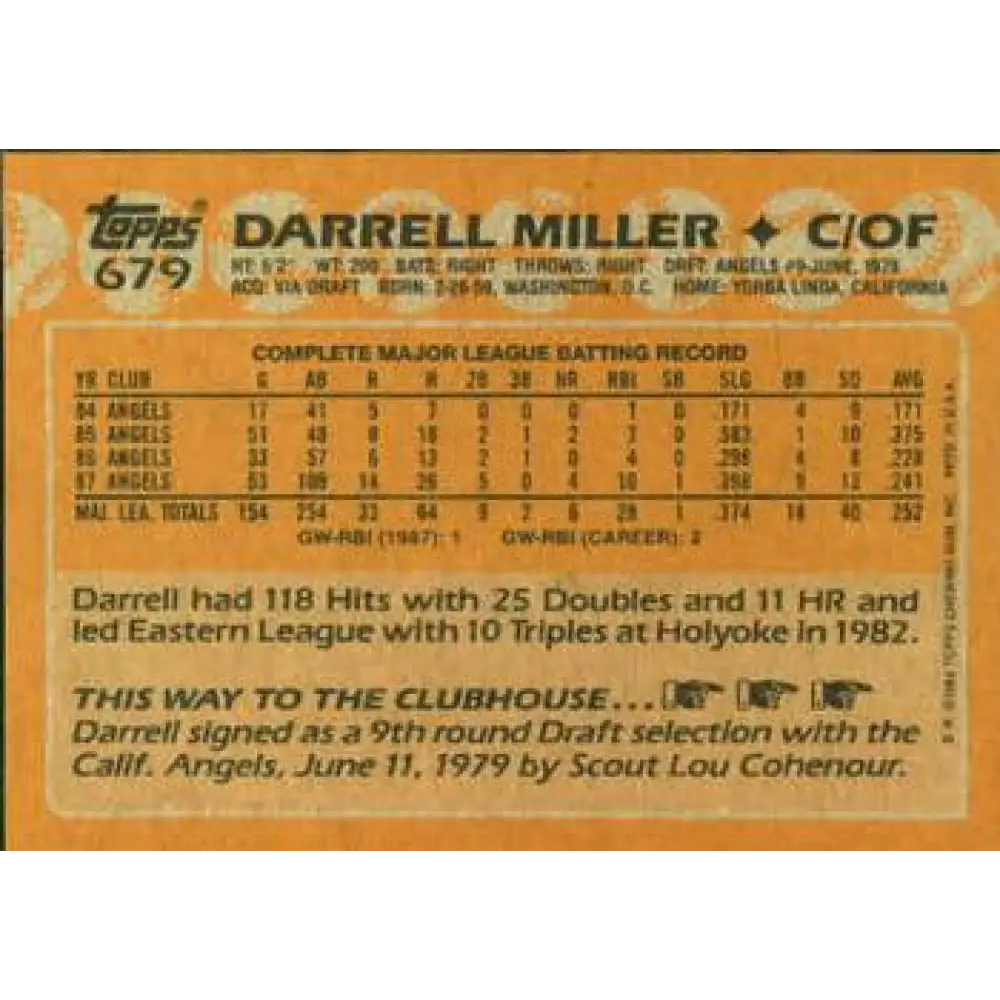 Topps® DARRELL MILLER ✦ C/OF
679 HT: 6'2" WT: 200 BATS: RIGHT THROWS: RIGHT DRFT: ANGELS #9-JUNE, 1979
ACQ: VIA DRAFT BORN: 2-26-59, WASHINGTON, D.C. HOME: YORBA LINDA, CALIFORNIA
COMPLETE MAJOR LEAGUE BATTING RECORD
YR CLUB G AB R H 2B 3B HR RBI SB SLG BB SO AVG
84 ANGELS 17 41 5 7 0 0 0 1 0 .171 4 9 .171
85 ANGELS 51 48 8 18 2 1 2 7 0 .583 1 10 .375
86 ANGELS 33 57 6 13 2 1 0 4 0 .298 4 8 .228
87 ANGELS 53 108 14 26 5 0 4 10 1 .398 9 13 .241
MAJ. LEA. TOTALS 154 254 33 64 9 2 6 28 1 .374 18 40 .252
GW-RBI (1987): 1 GW-RBI (CAREER): 2
Darrell had 118 Hits with 25 Doubles and 11 HR and
led Eastern League with 10 Triples at Holyoke in 1982.
THIS WAY TO THE CLUBHOUSE...
Darrell signed as a 9th round Draft selection with the
Calif. Angels, June 11, 1979 by Scout Lou Cohenour.
TOPPS CHEWING GUM, INC. PRTD. IN U.S.A.